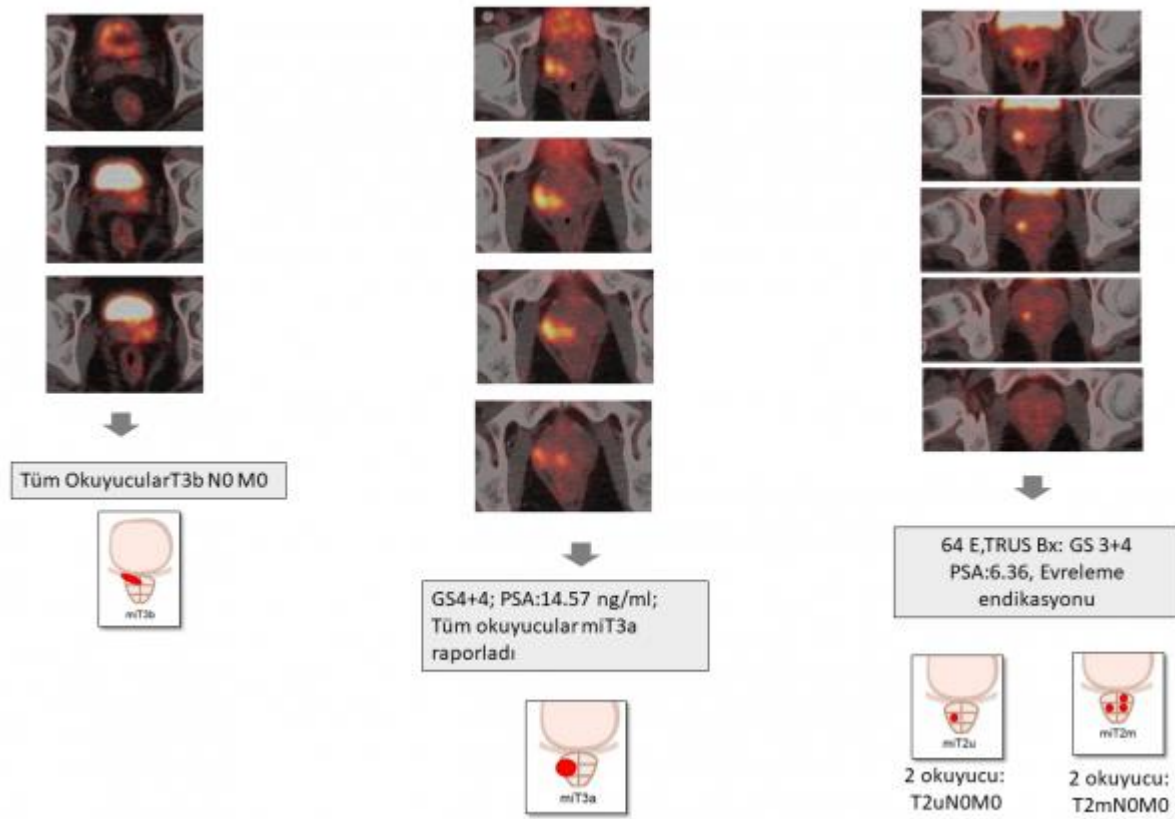 Tüm OkuyucularT3b N0 M0
miT3b
GS4+4; PSA:14.57 ng/ml;
Tüm okuyucular miT3a
raporladı
miT3a
64 E,TRUS Bx: GS 3+4
PSA:6.36, Evreleme
endikasyonu
miT2u
2 okuyucu:
T2uN0M0
miT2m
2 okuyucu:
T2mN0M0